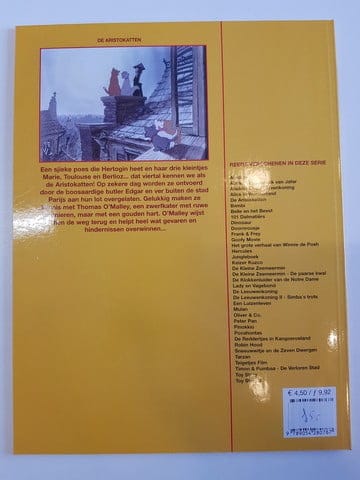 DE ARISTOKATTEN
Een sjieke poes die Hertogin heet en haar drie kleintjes
Marie, Toulouse en Berlioz... dat viertal kennen we als
de Aristokatten! Op zekere dag worden ze ontvoerd
door de boosaardige butler Edgar en ver buiten de stad
Parijs aan hun lot overgelaten. Gelukkig maken ze
kennis met Thomas O'Malley, een zwerfkater met ruwe
manieren, maar met een gouden hart. O'Malley wijst
hen de weg terug en helpt heel wat gevaren en
hindernissen overwinnen...
REEDS VERSCHENEN IN DEZE SERIE
van Jafar
De Aristokatten
Bambi
Belle en het Beest
101 Dalmatiërs
Dinosaur
Doornroosje
Frank & Frey
Goofy Movie
Het grote verhaal van Winnie de Poeh
Hercules
Jungleboek
Keizer Kuzco
De Kleine Zeemeermin
De Kleine Zeemeermin - De zwarte parel
De Klokkenluider van de Notre Dame
Lady en Vagebond
De Leeuwenkoning
De Leeuwenkoning II - Simba's trots
Een Luizenleven
Mulan
Oliver & Co.
Peter Pan
Pinokkio
Pocahontas
De Reddertjes in Kangoeroeland
Robin Hood
Sneeuwwitje en de Zeven Dwergen
Tarzan
Teigetjes Film
Timon & Pumbaa - De Verloren Stad
Toy Story
Toy
€ 4,50 / ƒ 9,92